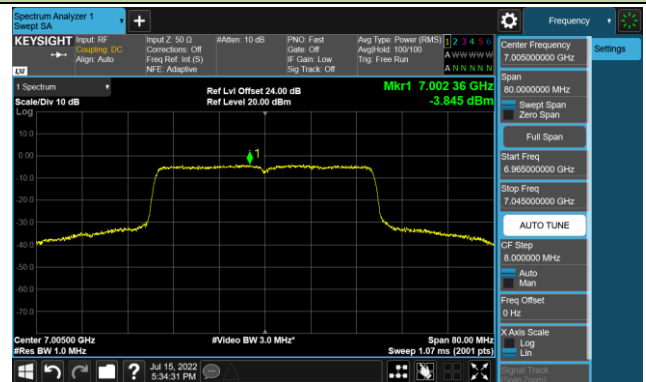 Spectrum Analyzer 1
Swept SA
Frequency
KEYSIGHT
Input: RF
Coupling: DC
Align: Auto
Input Z: 50 Ω
Corrections: Off
Freq Ref: Int (S)
NFE: Adaptive
#Atten: 10 dB
PNO: Fast
Gate: Off
IF Gain: Low
Sig Track: Off
Avg Type: Power (RMS)
Avg|Hold: 100/100
Trig: Free Run
1 2 3 4 5 6
A W W W W W
A N N N N N
LXI
1 Spectrum
Scale/Div 10 dB
Log
Ref Lvl Offset 24.00 dB
Ref Level 20.00 dBm
Mkr1 7.002 36 GHz
-3.845 dBm
1
10.0
0.00
-10.0
-20.0
-30.0
-40.0
-50.0
-60.0
-70.0
Center 7.00500 GHz
#Res BW 1.0 MHz
#Video BW 3.0 MHz*
Span 80.00 MHz
Sweep 1.07 ms (2001 pts)
Jul 15, 2022
5:34:31 PM
Center Frequency
7.005000000 GHz
Settings
Span
80.0000000 MHz
Swept Span
Zero Span
Full Span
Start Freq
6.965000000 GHz
Stop Freq
7.045000000 GHz
AUTO TUNE
CF Step
8.000000 MHz
Auto
Man
Freq Offset
0 Hz
X Axis Scale
Log
Lin
Signal Track
(Span Zoom)